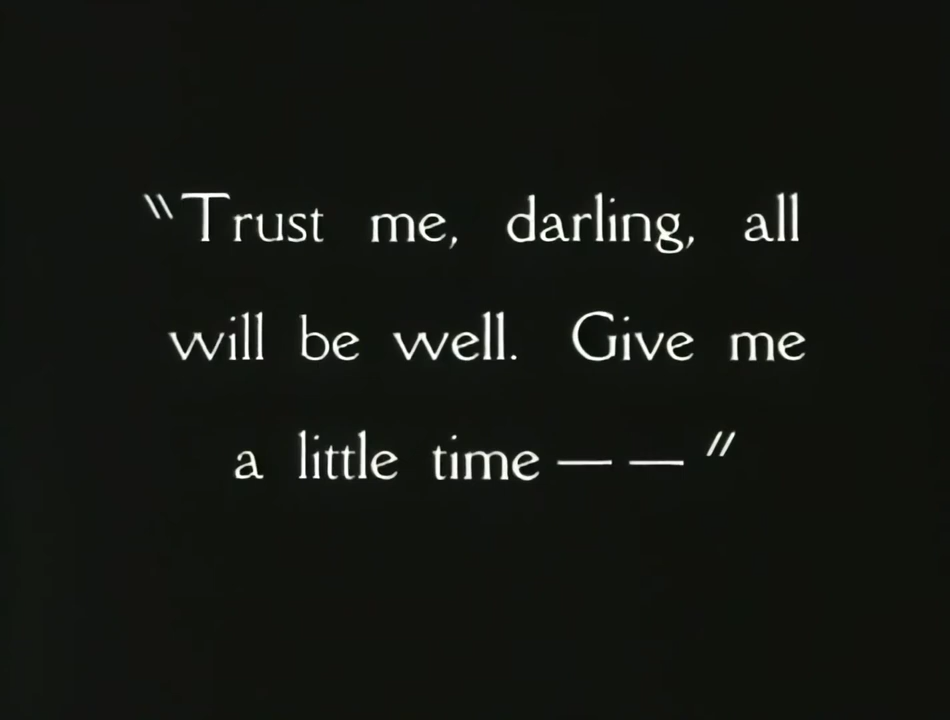 "Trust me, darling, all
will be well. Give me
a little time — — "